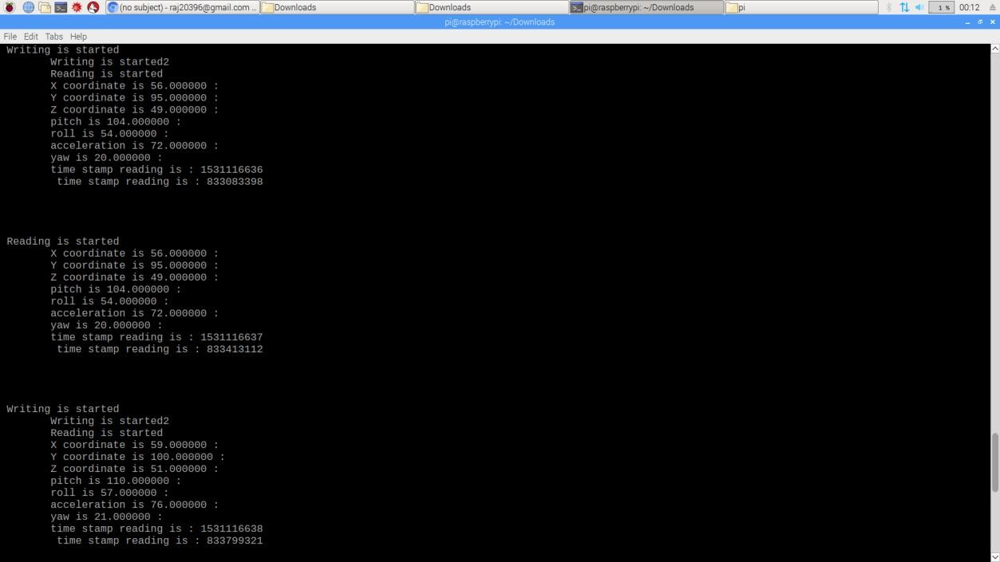 (no subject) - raj20396@gmail.com ...
Downloads
Downloads
pi@raspberrypi: ~/Downloads
pi
1 %
00:12
pi@raspberrypi: ~/Downloads
File Edit Tabs Help
Writing is started
Writing is started2
Reading is started
X coordinate is 56.000000 :
Y coordinate is 95.000000 :
Z coordinate is 49.000000 :
pitch is 104.000000 :
roll is 54.000000 :
acceleration is 72.000000 :
yaw is 20.000000 :
time stamp reading is : 1531116636
time stamp reading is : 833083398
Reading is started
X coordinate is 56.000000 :
Y coordinate is 95.000000 :
Z coordinate is 49.000000 :
pitch is 104.000000 :
roll is 54.000000 :
acceleration is 72.000000 :
yaw is 20.000000 :
time stamp reading is : 1531116637
time stamp reading is : 833413112
Writing is started
Writing is started2
Reading is started
X coordinate is 59.000000 :
Y coordinate is 100.000000 :
Z coordinate is 51.000000 :
pitch is 110.000000 :
roll is 57.000000 :
acceleration is 76.000000 :
yaw is 21.000000 :
time stamp reading is : 1531116638
time stamp reading is : 833799321